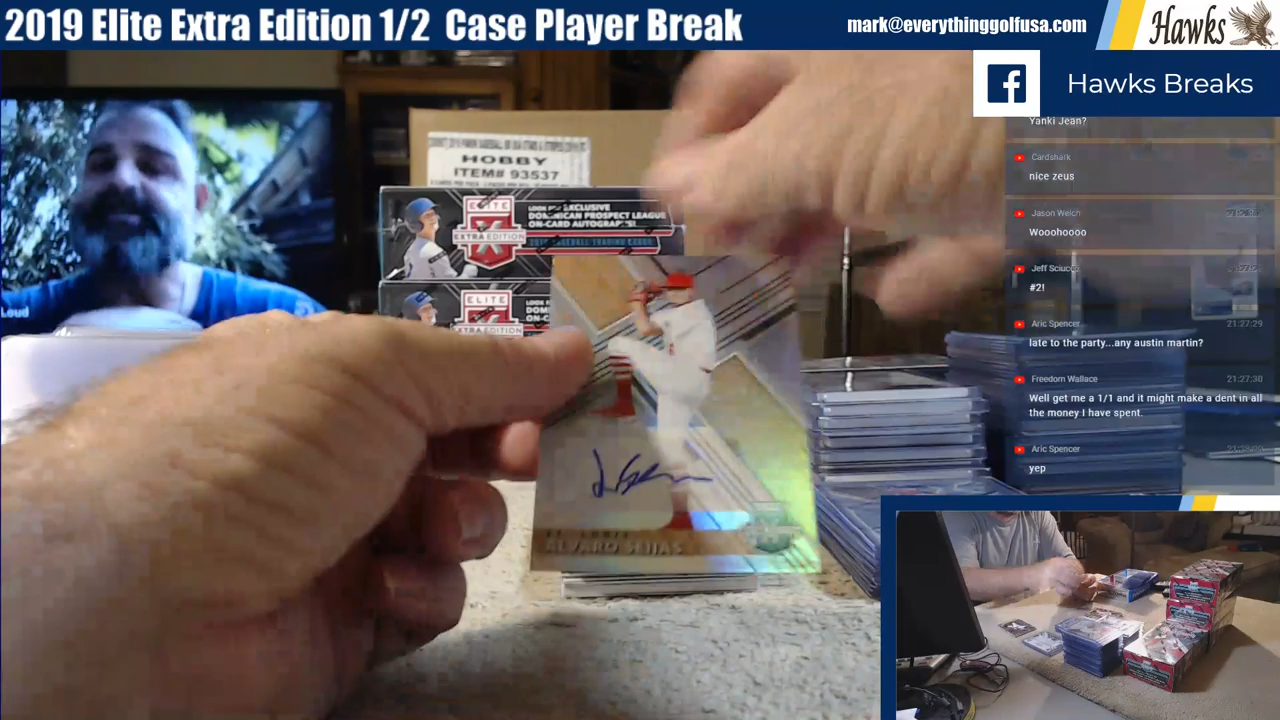 2019 Elite Extra Edition 1/2 Case Player Break
mark@everythinggolfusa.com
Hawks
Hawks Breaks
Yanki Jean?
Cardshark
nice zeus
Jason Welch
Wooohoooo
Jeff Sciucco
#2!
Aric Spencer
21:27:29
late to the party...any austin martin?
Freedom Wallace
21:27:30
Well get me a 1/1 and it might make a dent in all
the money I have spent.
Aric Spencer
yep
HOBBY
ITEM# 93537
ELITE
EXTRA EDITION
EXCLUSIVE
DOMINICAN PROSPECT LEAGUE
ON-CARD AUTOGRAPHS!
ELITE
EXTRA EDITION
Loud
ALVARO SEIJAS